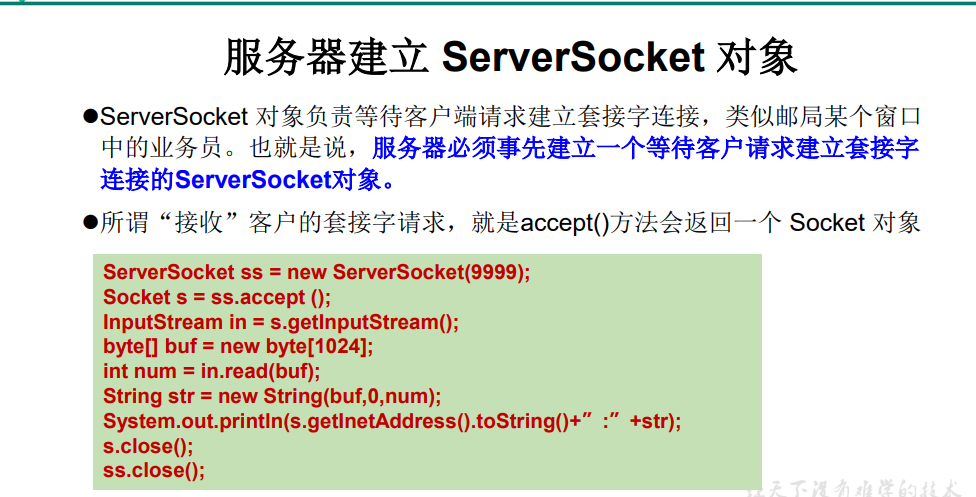 服务器建立 ServerSocket 对象
●ServerSocket 对象负责等待客户端请求建立套接字连接，类似邮局某个窗口
中的业务员。也就是说，服务器必须事先建立一个等待客户请求建立套接字
连接的ServerSocket对象。
●所谓“接收”客户的套接字请求，就是accept()方法会返回一个 Socket 对象
ServerSocket ss = new ServerSocket(9999);
Socket s = ss.accept ();
InputStream in = s.getInputStream();
byte[] buf = new byte[1024];
int num = in.read(buf);
String str = new String(buf,0,num);
System.out.println(s.getInetAddress().toString()+”:”+str);
s.close();
ss.close();
天下没有难学的技术